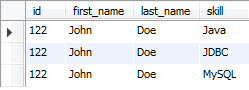 id first_name last_name skill
122 John Doe Java
122 John Doe JDBC
122 John Doe MySQL